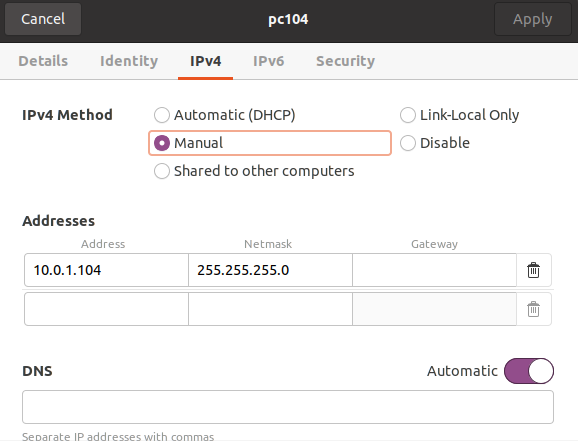 Cancel pc104 Apply
Details Identity IPv4 IPv6 Security
IPv4 Method Automatic (DHCP) Link-Local Only
Manual Disable
Shared to other computers
Addresses
Address Netmask Gateway
10.0.1.104 255.255.255.0
DNS Automatic
Separate IP addresses with commas